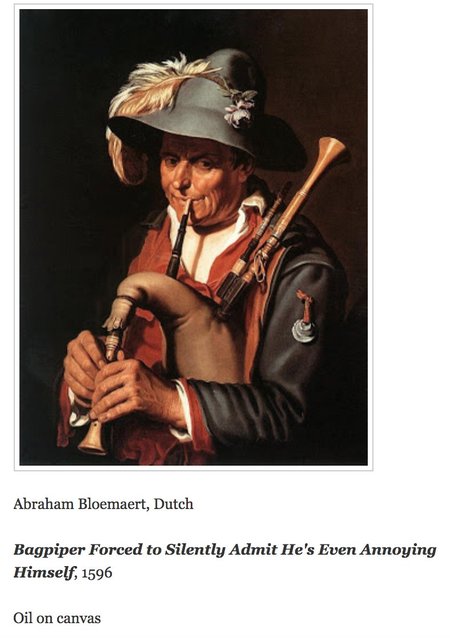 Abraham Bloemaert, Dutch
Bagpiper Forced to Silently Admit He's Even Annoying
Himself, 1596
Oil on canvas